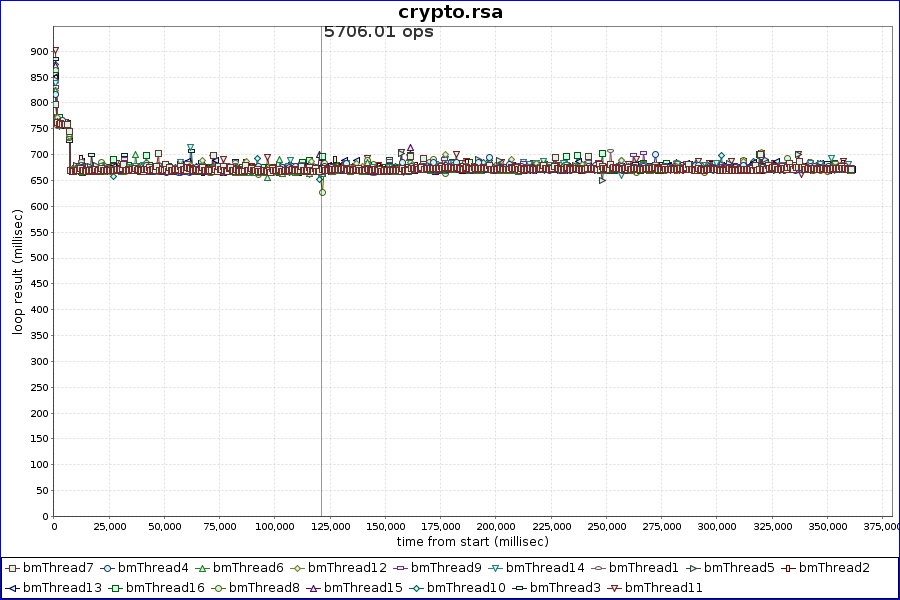 crypto.rsa
5706.01 ops
900
850
800
750
700
650
600
550
500
450
400
350
300
250
200
150
100
50
0
loop result (millisec)
0 25,000 50,000 75,000 100,000 125,000 150,000 175,000 200,000 225,000 250,000 275,000 300,000 325,000 350,000 375,000
time from start (millisec)
bmThread7 bmThread4 bmThread6 bmThread12 bmThread9 bmThread14 bmThread1 bmThread5 bmThread2
bmThread13 bmThread16 bmThread8 bmThread15 bmThread10 bmThread3 bmThread11